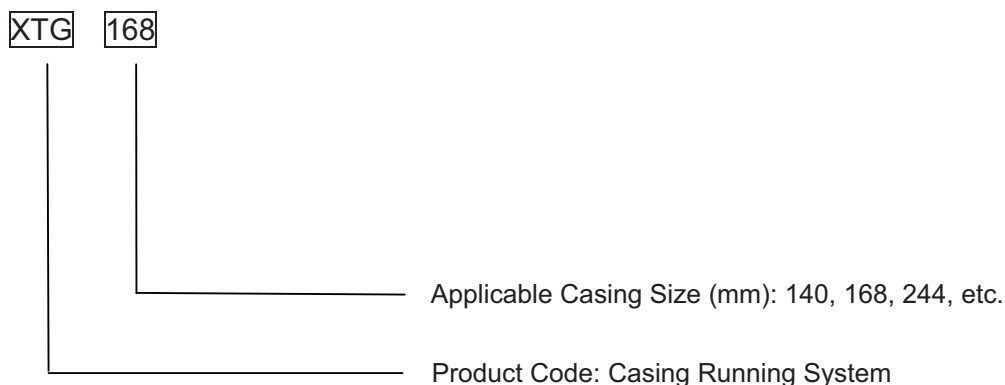 XTG 168
Applicable Casing Size (mm): 140, 168, 244, etc.
Product Code: Casing Running System